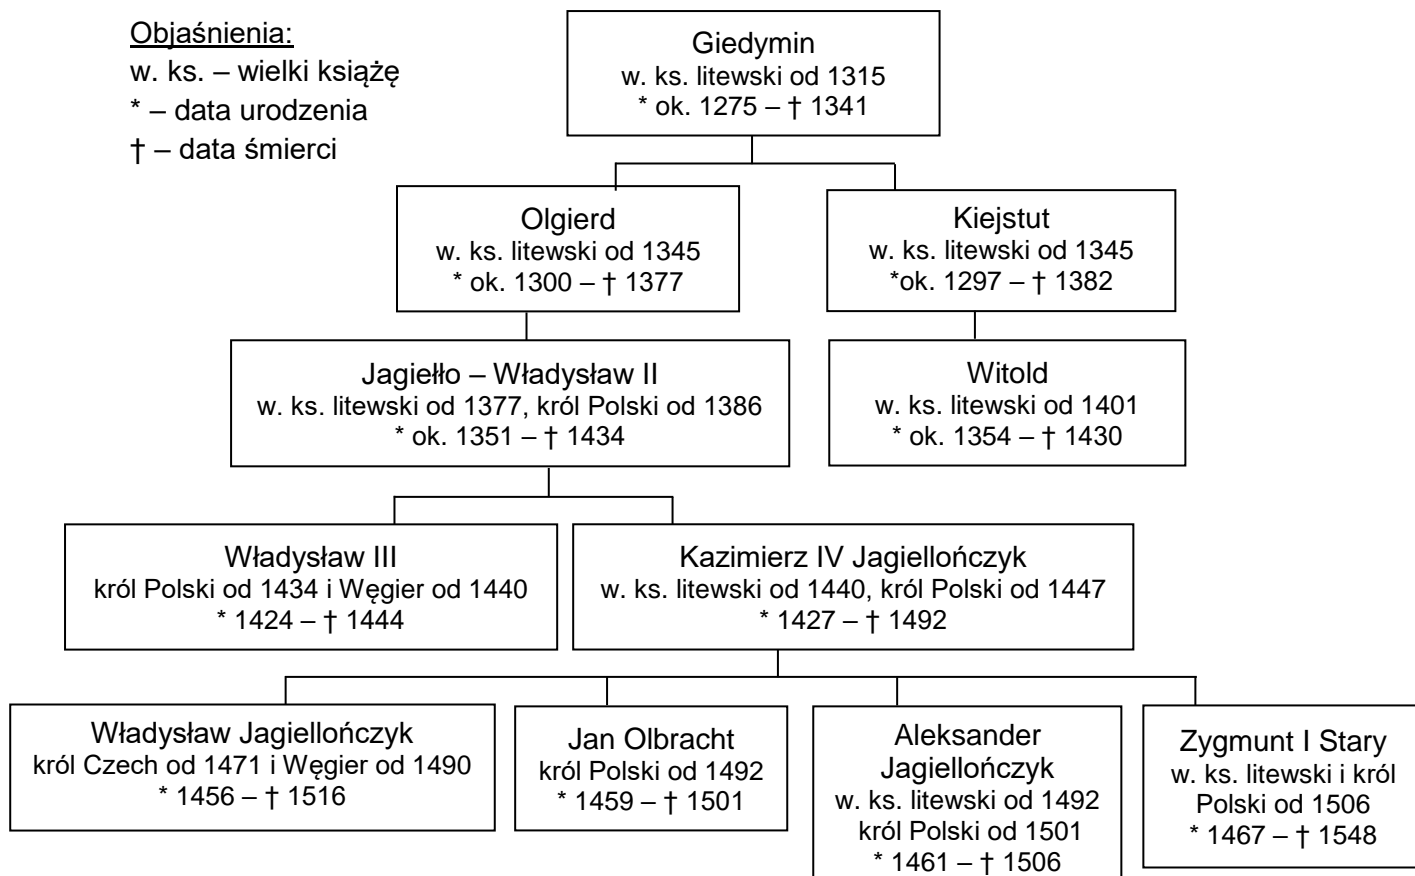 Objaśnienia:
w. ks. – wielki książę
* – data urodzenia
† – data śmierci
Giedymin
w. ks. litewski od 1315
* ok. 1275 – † 1341
Olgierd
w. ks. litewski od 1345
* ok. 1300 – † 1377
Kiejstut
w. ks. litewski od 1345
*ok. 1297 – † 1382
Jagiełło – Władysław II
w. ks. litewski od 1377, król Polski od 1386
* ok. 1351 – † 1434
Witold
w. ks. litewski od 1401
* ok. 1354 – † 1430
Władysław III
król Polski od 1434 i Węgier od 1440
* 1424 – † 1444
Kazimierz IV Jagiellończyk
w. ks. litewski od 1440, król Polski od 1447
* 1427 – † 1492
Władysław Jagiellończyk
król Czech od 1471 i Węgier od 1490
* 1456 – † 1516
Jan Olbracht
król Polski od 1492
* 1459 – † 1501
Aleksander
Jagiellończyk
w. ks. litewski od 1492
król Polski od 1501
* 1461 – † 1506
Zygmunt I Stary
w. ks. litewski i król
Polski od 1506
* 1467 – † 1548